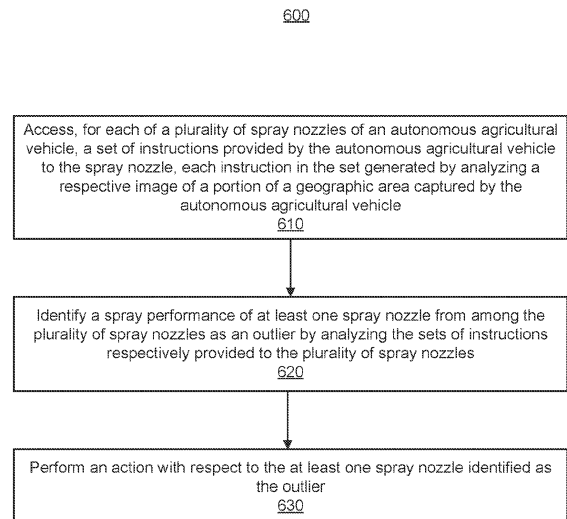 600
Access, for each of a plurality of spray nozzles of an autonomous agricultural
vehicle, a set of instructions provided by the autonomous agricultural vehicle
to the spray nozzle, each instruction in the set generated by analyzing a
respective image of a portion of a geographic area captured by the
autonomous agricultural vehicle
610
Identify a spray performance of at least one spray nozzle from among the
plurality of spray nozzles as an outlier by analyzing the sets of instructions
respectively provided to the plurality of spray nozzles
620
Perform an action with respect to the at least one spray nozzle identified as
the outlier
630